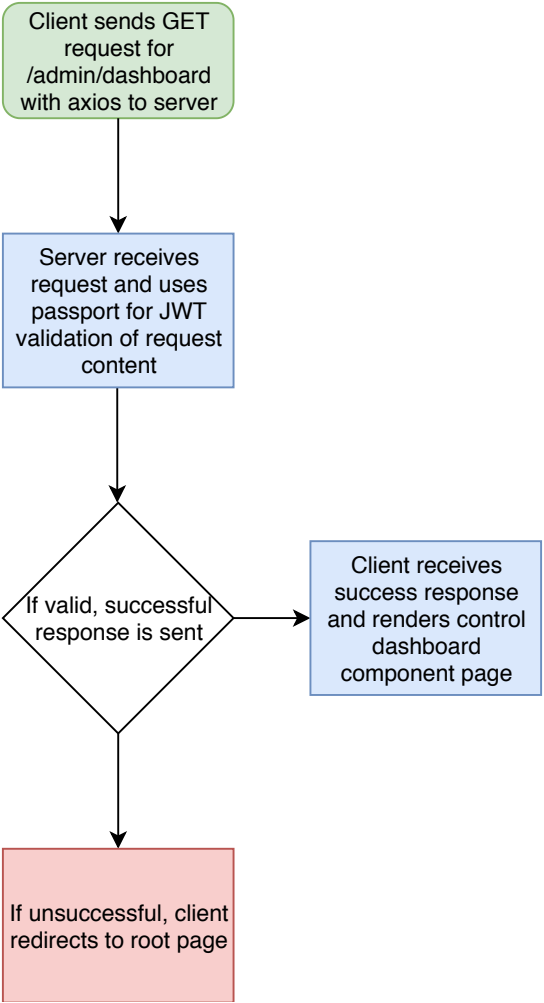 Client sends GET
request for
/admin/dashboard
with axios to server
Server receives
request and uses
passport for JWT
validation of request
content
If valid, successful
response is sent
Client receives
success response
and renders control
dashboard
component page
If unsuccessful, client
redirects to root page